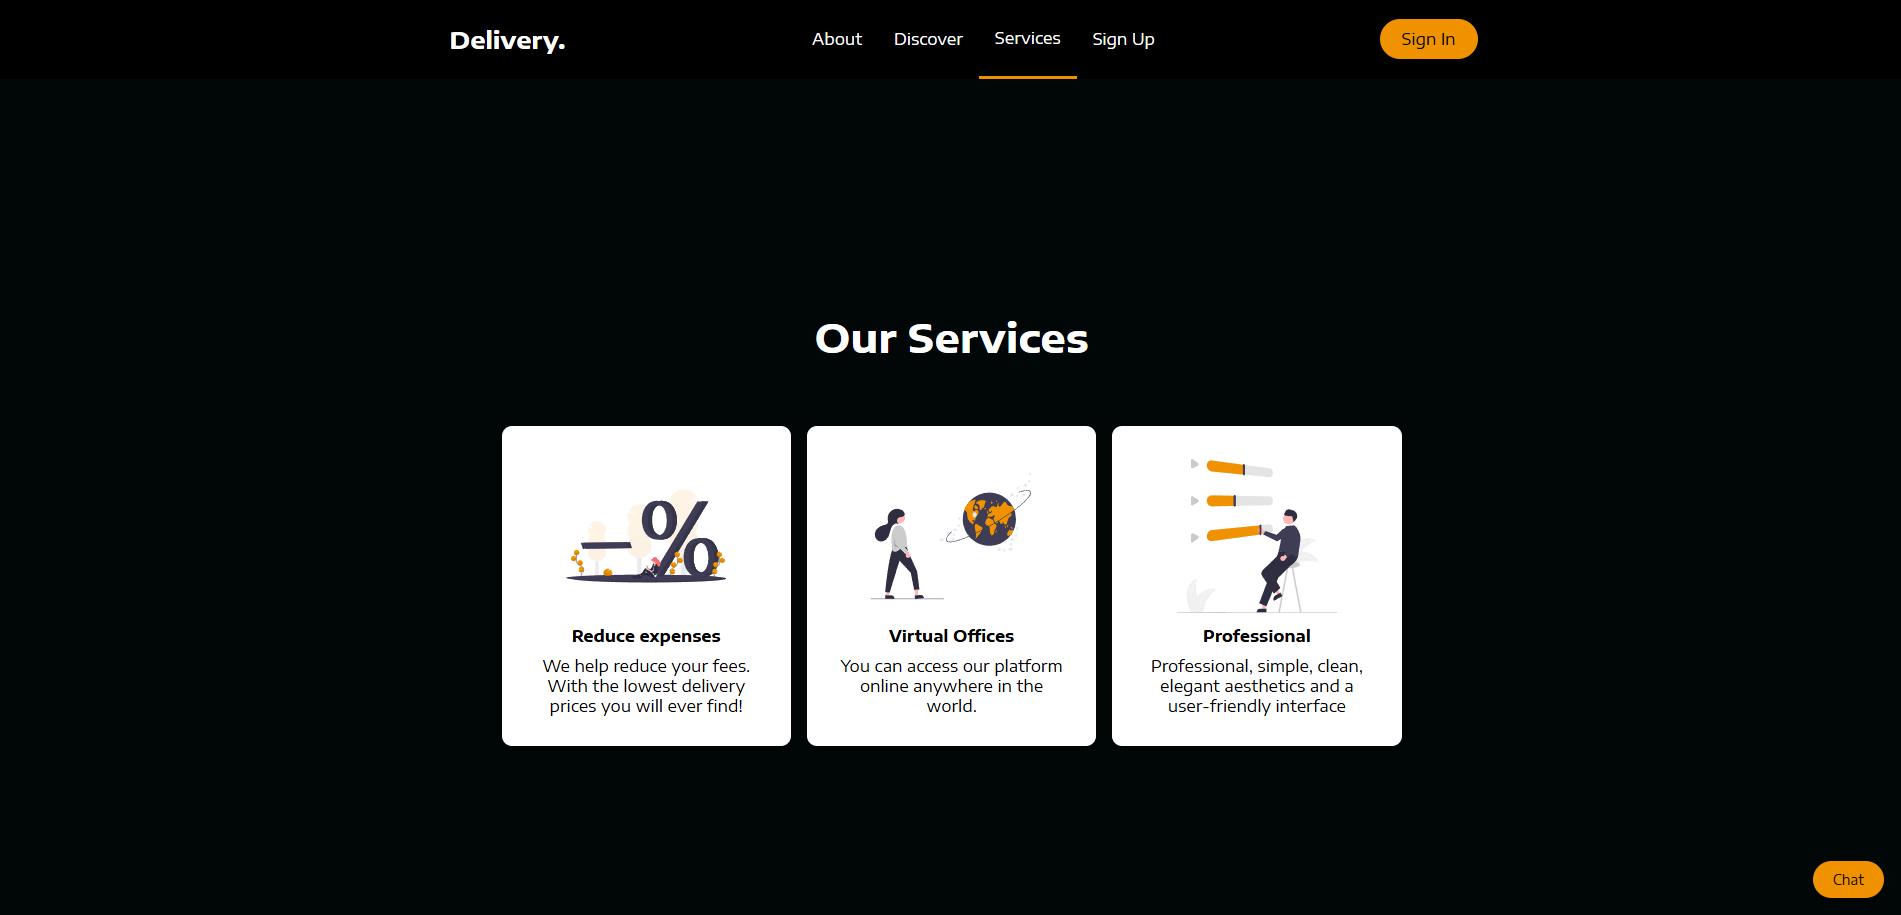 Delivery.
About
Discover
Services
Sign Up
Sign In
Our Services
Reduce expenses
We help reduce your fees.
With the lowest delivery
prices you will ever find!
Virtual Offices
You can access our platform
online anywhere in the
world.
Professional
Professional, simple, clean,
elegant aesthetics and a
user-friendly interface
Chat